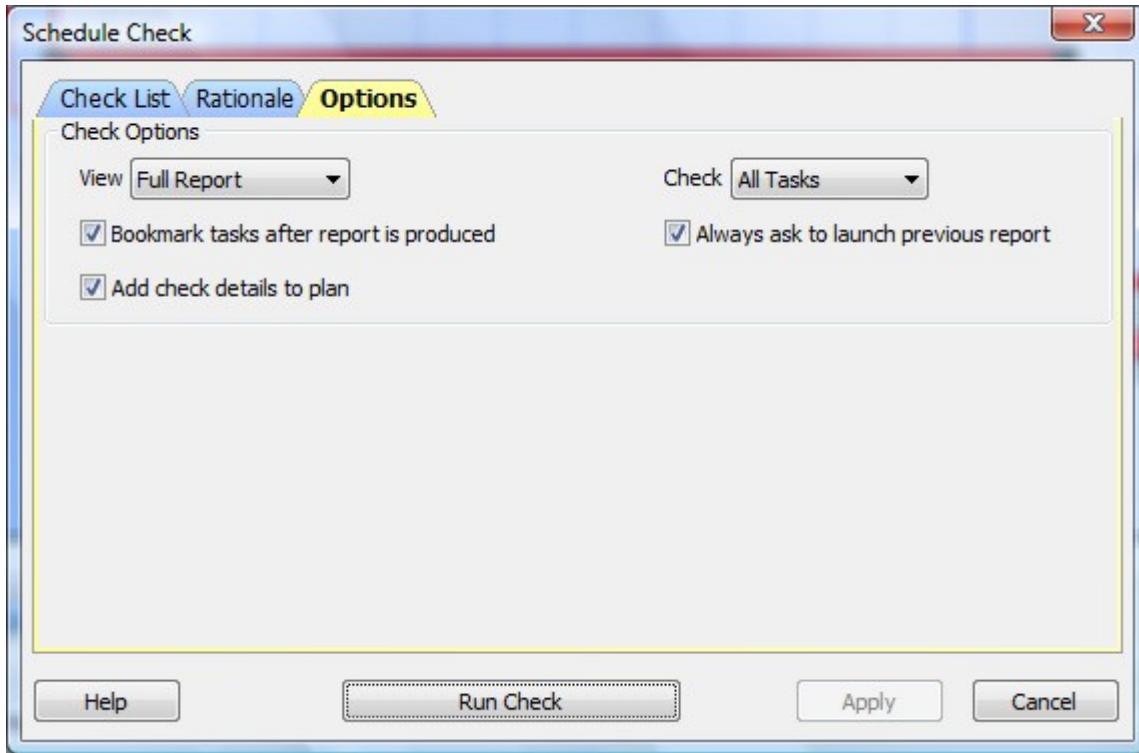 Schedule Check
Check List Rationale Options
Check Options
View Full Report Check All Tasks
Bookmark tasks after report is produced Always ask to launch previous report
Add check details to plan
Help Run Check Apply Cancel